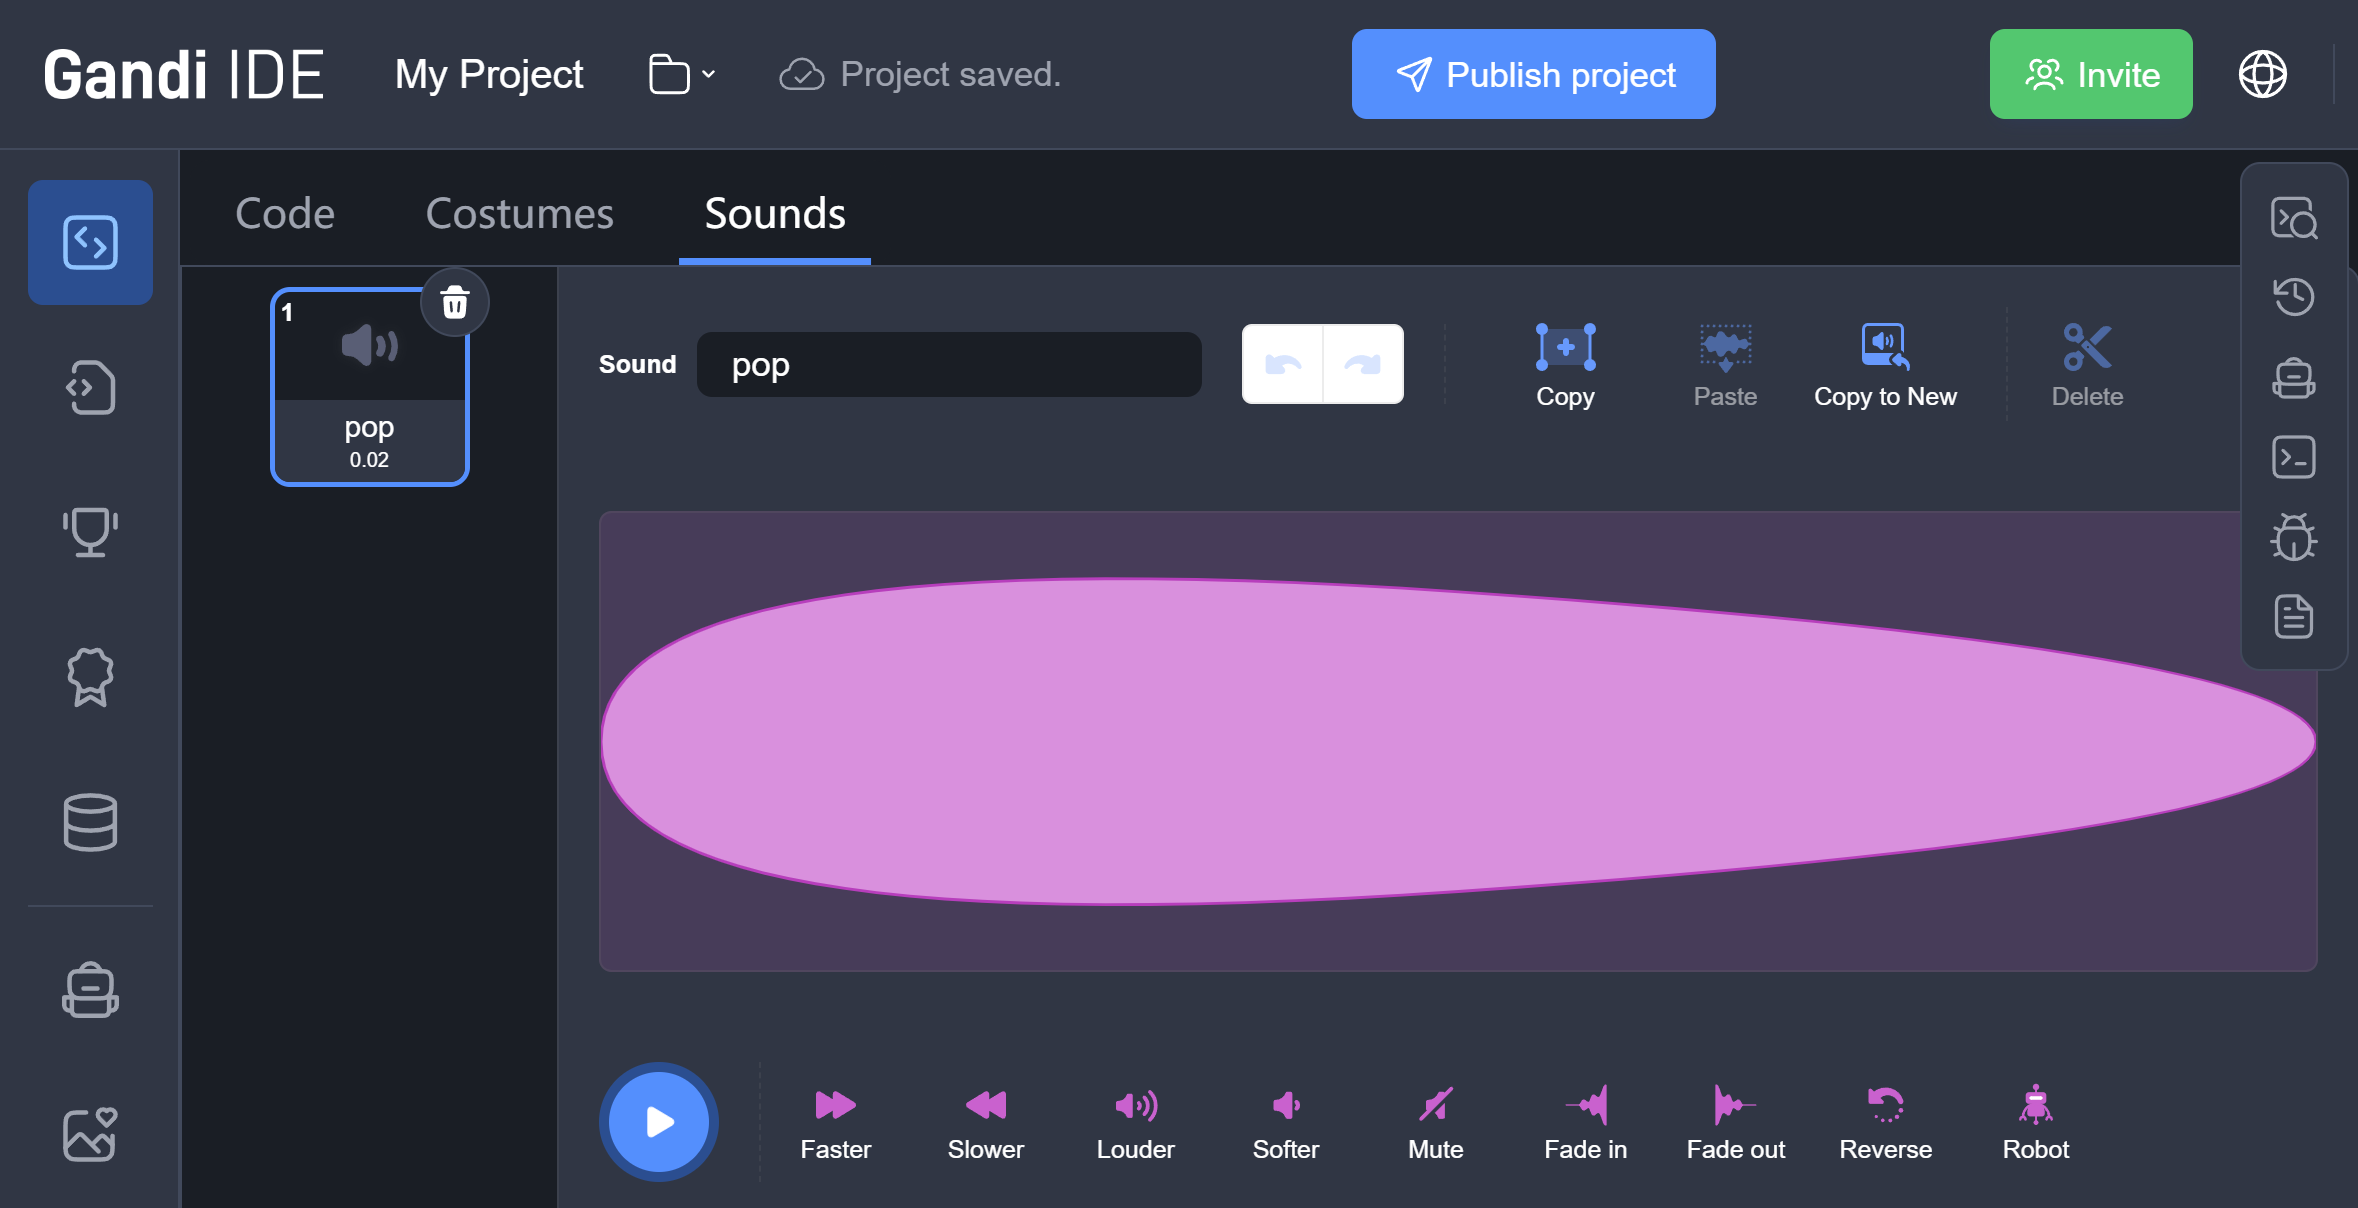 Gandi IDE
My Project
Project saved.
Publish project
Invite
Code
Costumes
Sounds
1
pop
0.02
Sound
pop
Copy
Paste
Copy to New
Delete
Faster
Slower
Louder
Softer
Mute
Fade in
Fade out
Reverse
Robot